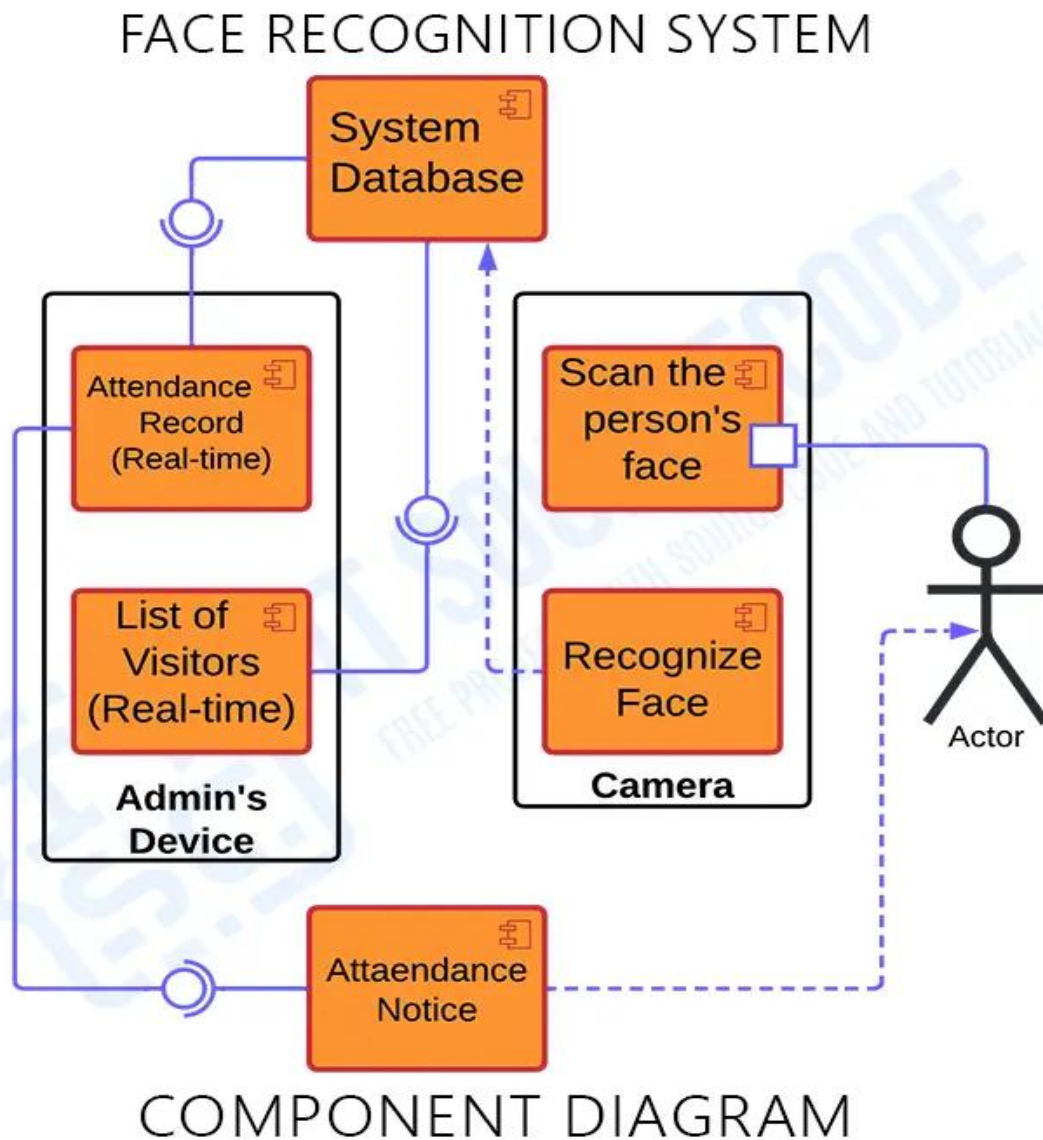 FACE RECOGNITION SYSTEM
System
Database
Attendance
Record
(Real-time)
Scan the
person's
face
List of
Visitors
(Real-time)
Recognize
Face
Actor
Admin's
Device
Camera
Attaendance
Notice
COMPONENT DIAGRAM